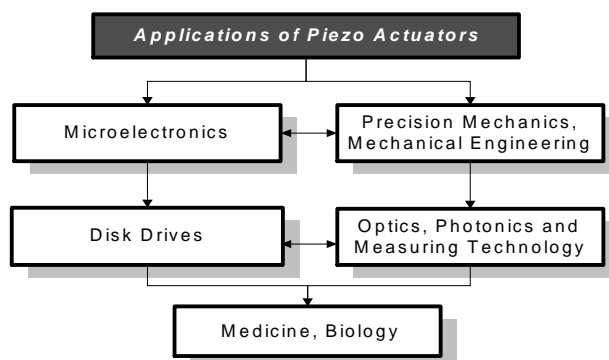 Applications of Piezo Actuators
Microelectronics
Precision Mechanics,
Mechanical Engineering
Disk Drives
Optics, Photonics and
Measuring Technology
Medicine, Biology